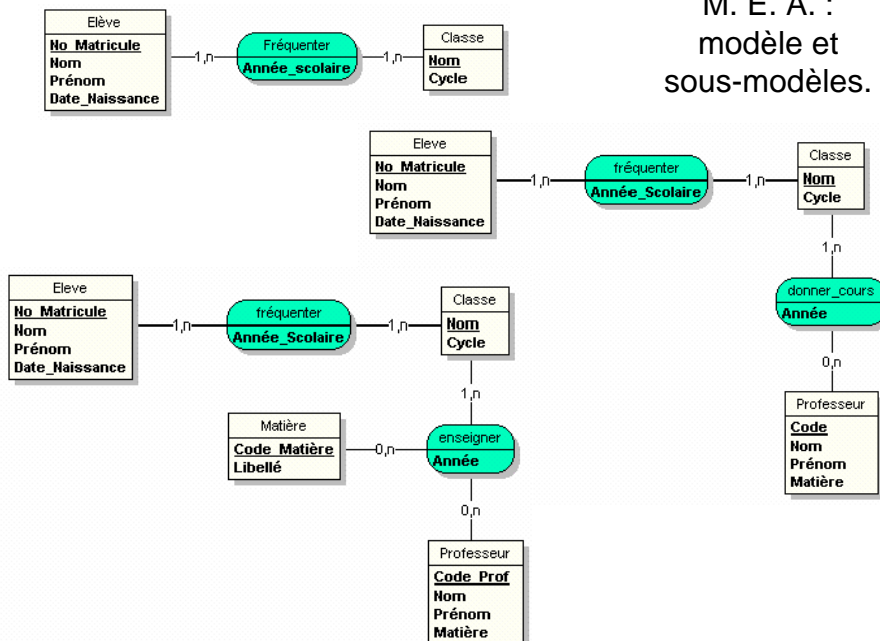 M. E. A. :
modèle et
sous-modèles.
Elève
No_Matricule
Nom
Prénom
Date_Naissance
1,n
Fréquenter
Année_scolaire
1,n
Classe
Nom
Cycle
Eleve
No_Matricule
Nom
Prénom
Date_Naissance
1,n
fréquenter
Année_Scolaire
1,n
Classe
Nom
Cycle
1,n
donner_cours
Année
0,n
Professeur
Code
Nom
Prénom
Matière
Eleve
No_Matricule
Nom
Prénom
Date_Naissance
1,n
fréquenter
Année_Scolaire
1,n
Classe
Nom
Cycle
1,n
Matière
Code_Matière
Libellé
0,n
enseigner
Année
0,n
Professeur
Code_Prof
Nom
Prénom
Matière